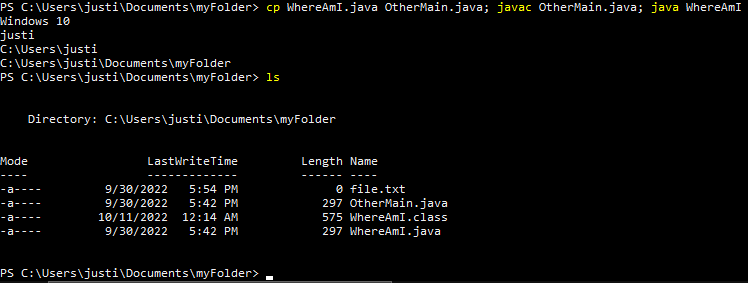 PS C:\Users\justi\Documents\myFolder> cp WhereAmI.java OtherMain.java; javac OtherMain.java; java WhereAmI
Windows 10
justi
C:\Users\justi
C:\Users\justi\Documents\myFolder
PS C:\Users\justi\Documents\myFolder> ls
Directory: C:\Users\justi\Documents\myFolder
Mode LastWriteTime Length Name
---- ------------- ------ ----
-a---- 9/30/2022 5:54 PM 0 file.txt
-a---- 9/30/2022 5:42 PM 297 OtherMain.java
-a---- 10/11/2022 12:14 AM 575 WhereAmI.class
-a---- 9/30/2022 5:42 PM 297 WhereAmI.java
PS C:\Users\justi\Documents\myFolder>